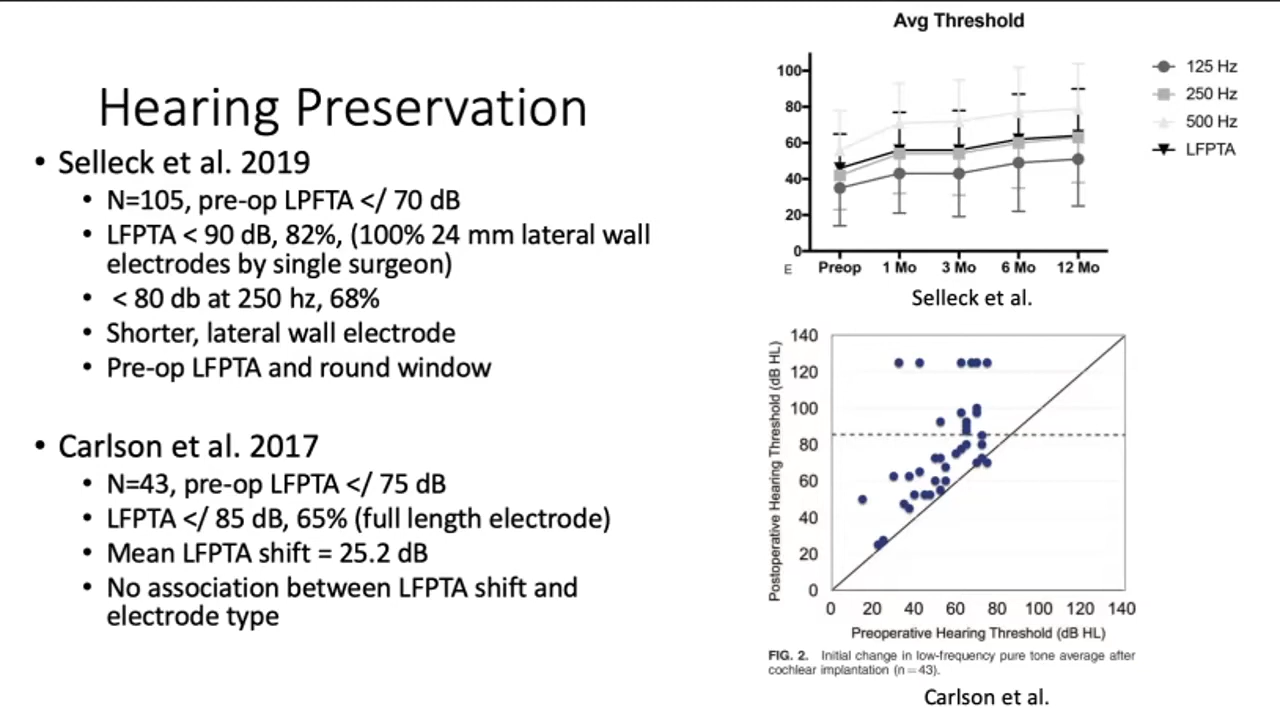 Hearing Preservation
• Selleck et al. 2019
• N=105, pre-op LPFTA </ 70 dB
• LFPTA < 90 dB, 82%, (100% 24 mm lateral wall
electrodes by single surgeon)
• < 80 db at 250 hz, 68%
• Shorter, lateral wall electrode
• Pre-op LFPTA and round window
• Carlson et al. 2017
• N=43, pre-op LFPTA </ 75 dB
• LFPTA </ 85 dB, 65% (full length electrode)
• Mean LFPTA shift = 25.2 dB
• No association between LFPTA shift and
electrode type
Avg Threshold
100
80
60
40
20
0
E
Preop 1 Mo 3 Mo 6 Mo 12 Mo
125 Hz
250 Hz
500 Hz
LFPTA
Selleck et al.
Postoperative Hearing Threshold (dB HL)
140
120
100
80
60
40
20
0
0 20 40 60 80 100 120 140
Preoperative Hearing Threshold (dB HL)
FIG. 2. Initial change in low-frequency pure tone average after
cochlear implantation (n = 43).
Carlson et al.